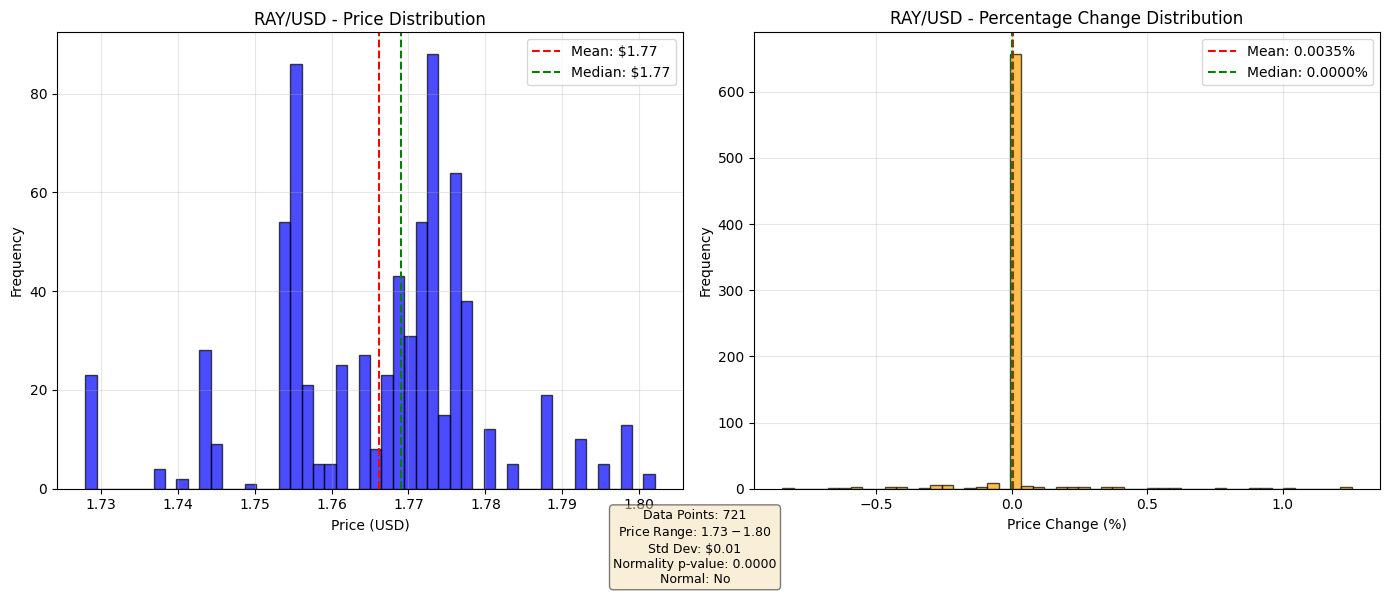 RAY/USD - Price Distribution
Mean: $1.77
Median: $1.77
Frequency
80
60
40
20
0
1.73 1.74 1.75 1.76 1.77 1.78 1.79 1.80
Price (USD)
RAY/USD - Percentage Change Distribution
Mean: 0.0035%
Median: 0.0000%
Frequency
600
500
400
300
200
100
0
−0.5 0.0 0.5 1.0
Price Change (%)
Data Points: 721
Price Range: 1.73 − 1.80
Std Dev: $0.01
Normality p-value: 0.0000
Normal: No